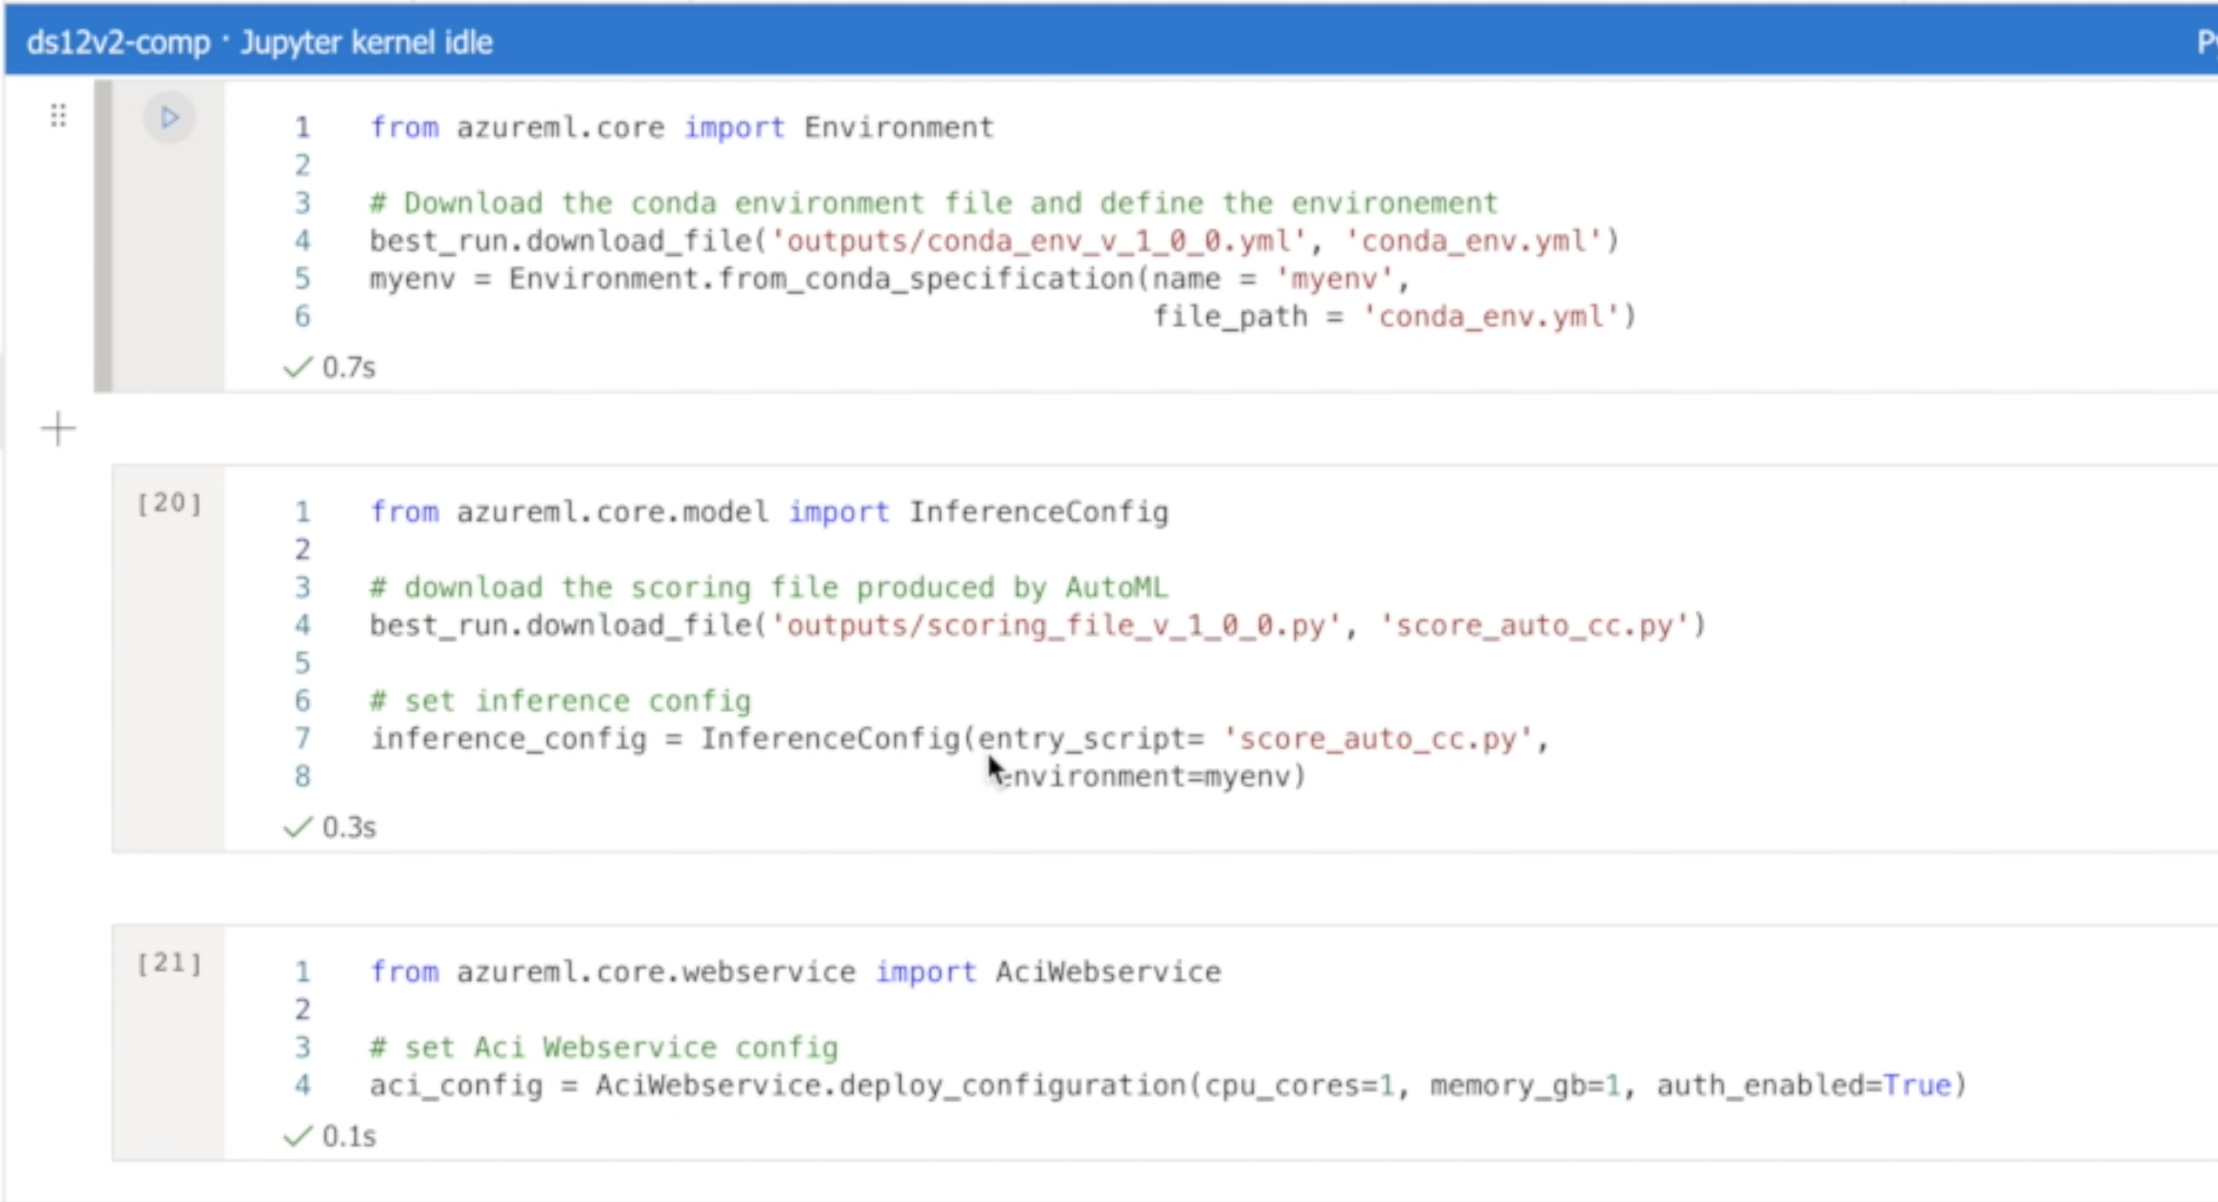 ds12v2-comp · Jupyter kernel idle
1 from azureml.core import Environment
2
3 # Download the conda environment file and define the environement
4 best_run.download_file('outputs/conda_env_v_1_0_0.yml', 'conda_env.yml')
5 myenv = Environment.from_conda_specification(name = 'myenv',
6 file_path = 'conda_env.yml')
0.7s
[20]
1 from azureml.core.model import InferenceConfig
2
3 # download the scoring file produced by AutoML
4 best_run.download_file('outputs/scoring_file_v_1_0_0.py', 'score_auto_cc.py')
5
6 # set inference config
7 inference_config = InferenceConfig(entry_script= 'score_auto_cc.py',
8 environment=myenv)
0.3s
[21]
1 from azureml.core.webservice import AciWebservice
2
3 # set Aci Webservice config
4 aci_config = AciWebservice.deploy_configuration(cpu_cores=1, memory_gb=1, auth_enabled=True)
0.1s